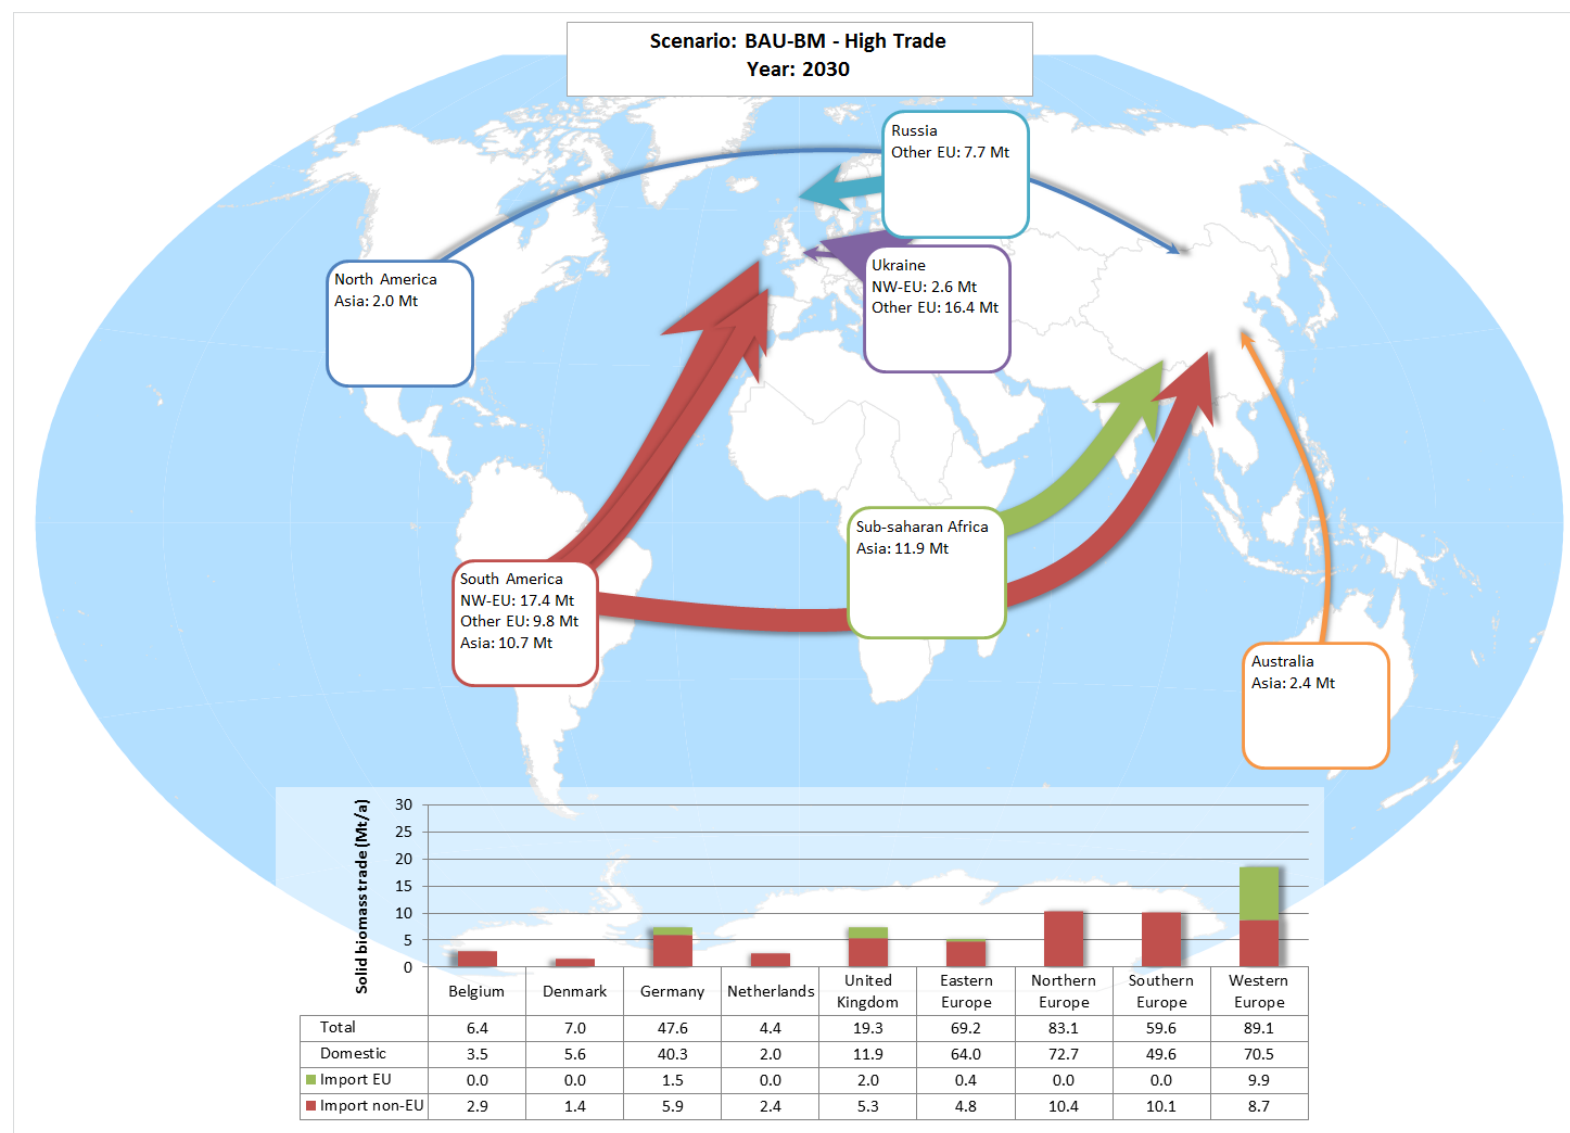 Scenario: BAU-BM - High Trade
Year: 2030
Russia
Other EU: 7.7 Mt
North America
Asia: 2.0 Mt
Ukraine
NW-EU: 2.6 Mt
Other EU: 16.4 Mt
Sub-saharan Africa
Asia: 11.9 Mt
South America
NW-EU: 17.4 Mt
Other EU: 9.8 Mt
Asia: 10.7 Mt
Australia
Asia: 2.4 Mt
Solid biomass trade (Mt/a)
30
25
20
15
10
5
0
Belgium Denmark Germany Netherlands United Kingdom Eastern Europe Northern Europe Southern Europe Western Europe
Total 6.4 7.0 47.6 4.4 19.3 69.2 83.1 59.6 89.1
Domestic 3.5 5.6 40.3 2.0 11.9 64.0 72.7 49.6 70.5
Import EU 0.0 0.0 1.5 0.0 2.0 0.4 0.0 0.0 9.9
Import non-EU 2.9 1.4 5.9 2.4 5.3 4.8 10.4 10.1 8.7